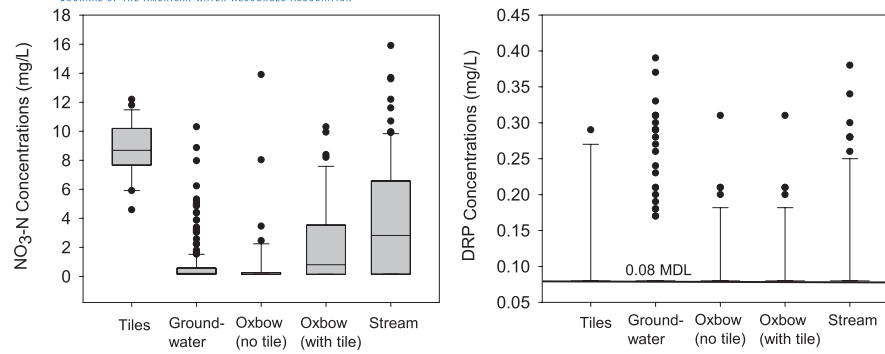 18
16
14
12
10
8
6
4
2
0
NO3-N Concentrations (mg/L)
Tiles
Ground-
water
Oxbow
(no tile)
Oxbow
(with tile)
Stream
0.45
0.40
0.35
0.30
0.25
0.20
0.15
0.10
0.05
DRP Concentrations (mg/L)
0.08 MDL
Tiles
Ground-
water
Oxbow
(no tile)
Oxbow
(with tile)
Stream